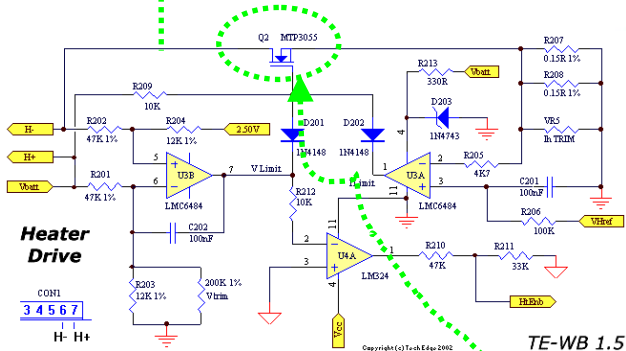 Q2 MTP3055
R207
0.15R 1%
R213
330R
Vbatt
R208
0.15R 1%
R209
10K
D203
1N4743
D201
1N4148
D202
1N4148
VR5
Ih TRIM
H-
R202
47K 1%
R204
12K 1%
2.50V
H+
Vbatt
R201
47K 1%
5
6
7
U3B
LMC6484
V Limit
I Limit
1
4
2
3
11
U3A
LMC6484
R205
4K7
C201
100nF
R206
100K
VHref
R212
10K
C202
100nF
Heater
Drive
R203
12K 1%
200K 1%
Vtrim
11
2
3
1
4
U4A
LM324
R210
47K
R211
33K
HtEnb
Vcc
CON1
3 4 5 6 7
H- H+
Copyright (c) Tech Edge 2002
TE-WB 1.5